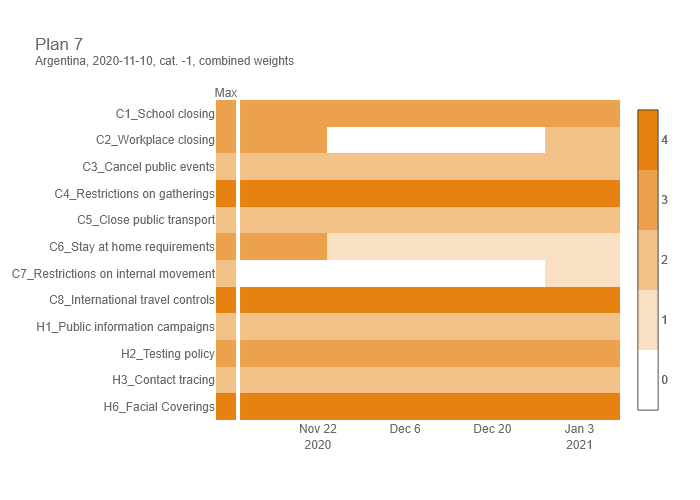 Plan 7
Argentina, 2020-11-10, cat. -1, combined weights
Max
C1_School closing
C2_Workplace closing
C3_Cancel public events
C4_Restrictions on gatherings
C5_Close public transport
C6_Stay at home requirements
C7_Restrictions on internal movement
C8_International travel controls
H1_Public information campaigns
H2_Testing policy
H3_Contact tracing
H6_Facial Coverings
Nov 22 Dec 6 Dec 20 Jan 3
2020 2021
4
3
2
1
0